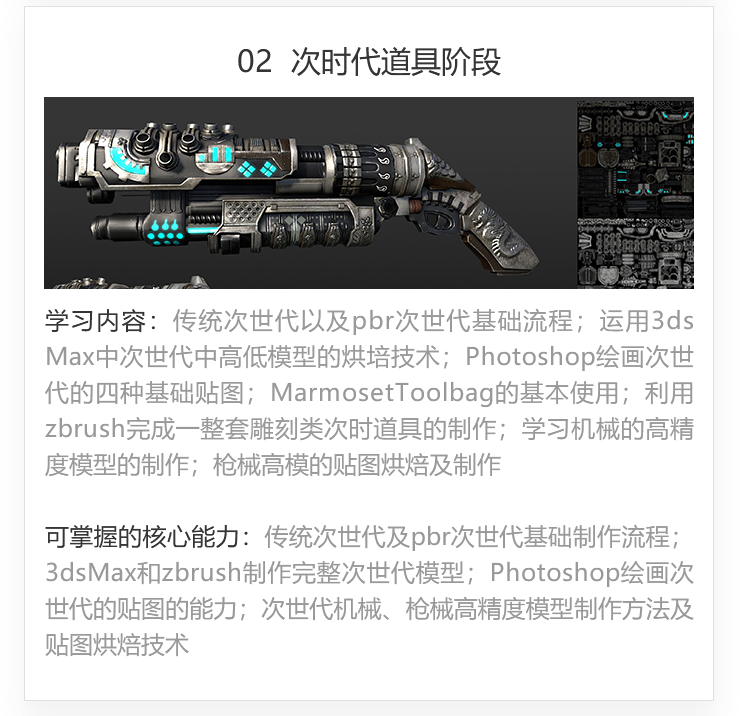 02 次时代道具阶段
学习内容：传统次世代以及pbr次世代基础流程；运用3ds
Max中次世代中高低模型的烘培技术；Photoshop绘画次世
代的四种基础贴图；MarmosetToolbag的基本使用；利用
zbrush完成一整套雕刻类次时道具的制作；学习机械的高精
度模型的制作；枪械高模的贴图烘焙及制作
可掌握的核心能力：传统次世代及pbr次世代基础制作流程；
3dsMax和zbrush制作完整次世代模型；Photoshop绘画次
世代的贴图的能力；次世代机械、枪械高精度模型制作方法及
贴图烘焙技术